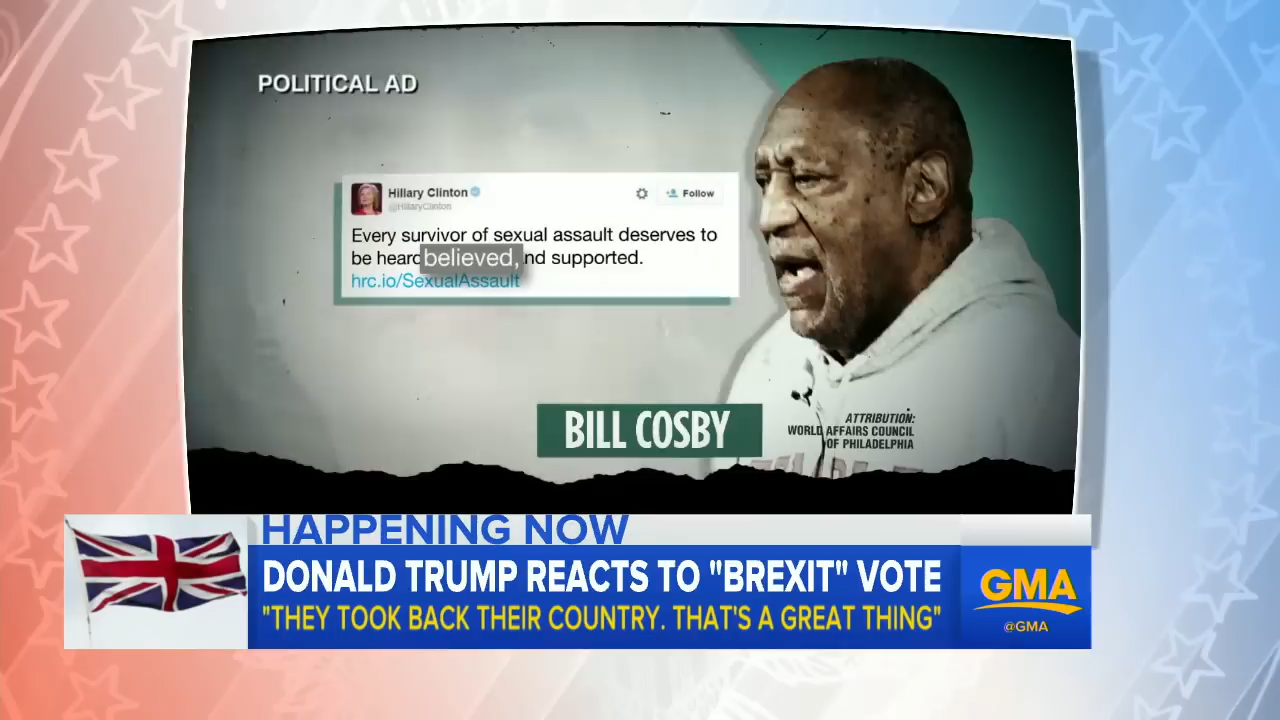 POLITICAL AD
Hillary Clinton
@HillaryClinton
Follow
Every survivor of sexual assault deserves to
be heard believed, nd supported.
hrc.io/SexualAssault
BILL COSBY
ATTRIBUTION:
WORLD AFFAIRS COUNCIL
OF PHILADELPHIA
HAPPENING NOW
DONALD TRUMP REACTS TO "BREXIT" VOTE
"THEY TOOK BACK THEIR COUNTRY. THAT'S A GREAT THING"
GMA
@GMA